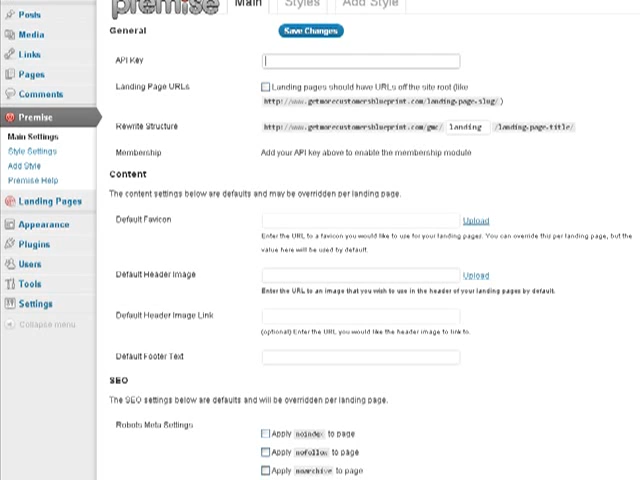 premise Main Styles Add Style
Posts
Media
Links
Pages
Comments
Premise
Main Settings
Style Settings
Add Style
Premise Help
Landing Pages
Appearance
Plugins
Users
Tools
Settings
Collapse menu
General Save Changes
API Key
Landing Page URLs Landing pages should have URLs off the site root (like
http://www.getmorecustomersblueprint.com/landing-page-slug/)
Rewrite Structure http://www.getmorecustomersblueprint.com/gmc/ landing /landing-page-title/
Membership Add your API key above to enable the membership module
Content
The content settings below are defaults and may be overridden per landing page.
Default Favicon Upload
Enter the URL to a favicon you would like to use for your landing pages. You can override this per landing page, but the
value here will be used by default.
Default Header Image Upload
Enter the URL to an image that you wish to use in the header of your landing pages by default.
Default Header Image Link
(optional) Enter the URL you would like the header image to link to.
Default Footer Text
SEO
The SEO settings below are defaults and will be overridden per landing page.
Robots Meta Settings
Apply noindex to page
Apply nofollow to page
Apply noarchive to page